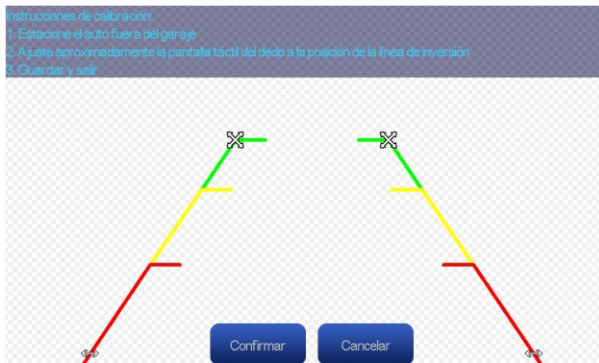 Instrucciones de calibración:
1. Estacione el auto fuera del garaje
2. Ajuste aproximadamente la pantalla táctil del dedo a la posición de la línea de inversión
3. Guardar y salir
Confirmar
Cancelar